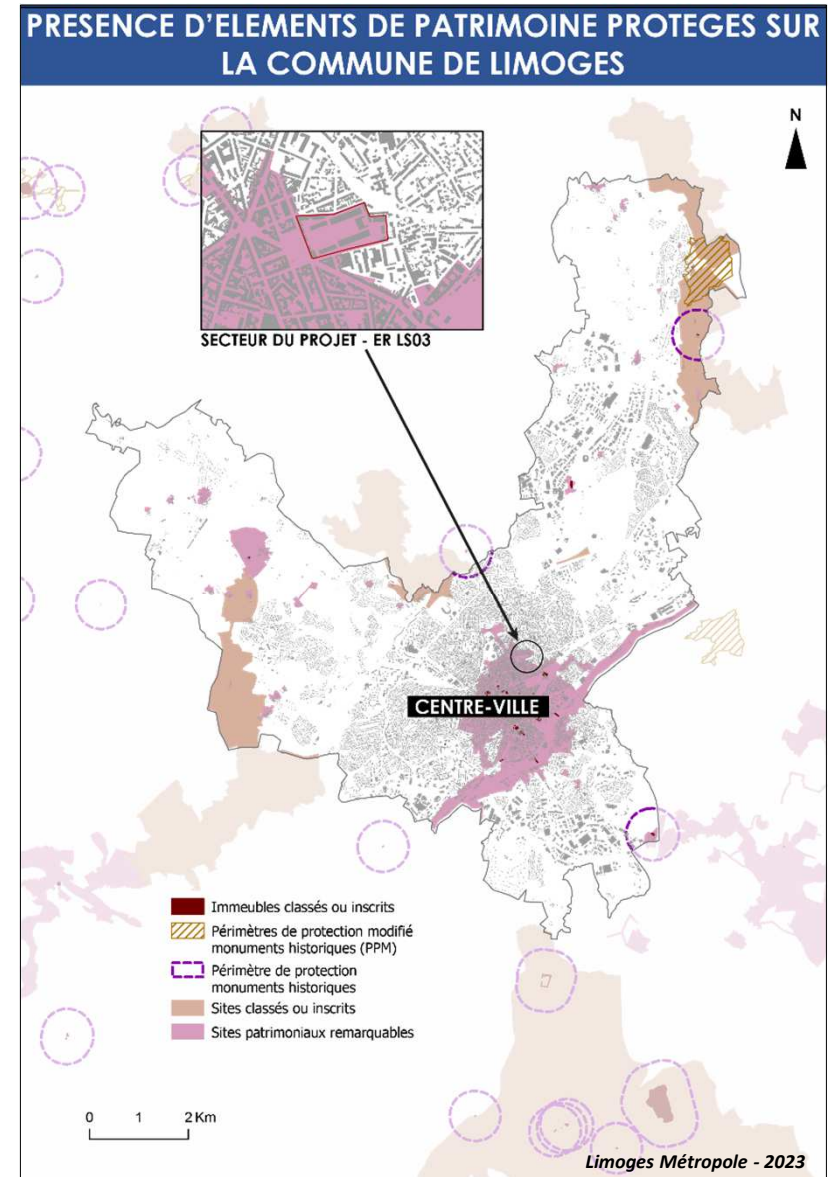 PRESENCE D'ELEMENTS DE PATRIMOINE PROTEGES SUR
LA COMMUNE DE LIMOGES
N
SECTEUR DU PROJET - ER LS03
CENTRE-VILLE
Immeubles classés ou inscrits
Périmètres de protection modifié
monuments historiques (PPM)
Périmètre de protection
monuments historiques
Sites classés ou inscrits
Sites patrimoniaux remarquables
0 1 2 Km
Limoges Métropole - 2023